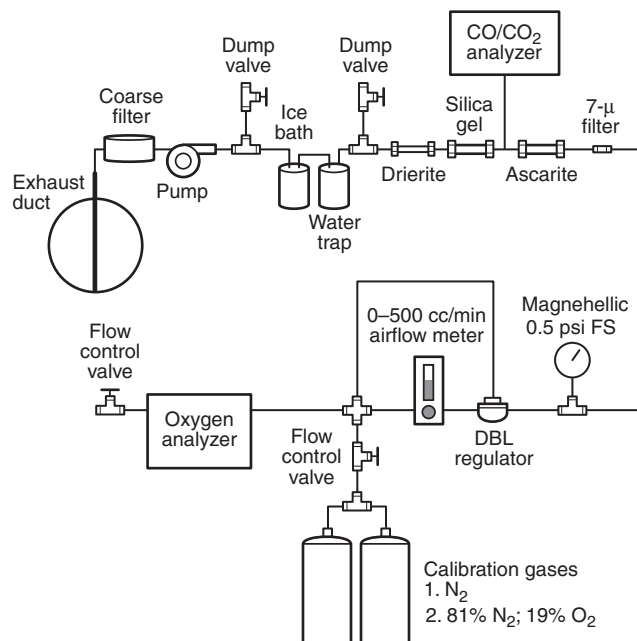 Dump
valve
Dump
valve
CO/CO₂
analyzer
Coarse
filter
Ice
bath
Silica
gel
7-μ
filter
Exhaust
duct
Pump
Drierite
Ascarite
Water
trap
Flow
control
valve
0–500 cc/min
airflow meter
Magnehellic
0.5 psi FS
Oxygen
analyzer
Flow
control
valve
DBL
regulator
Calibration gases
1. N₂
2. 81% N₂; 19% O₂